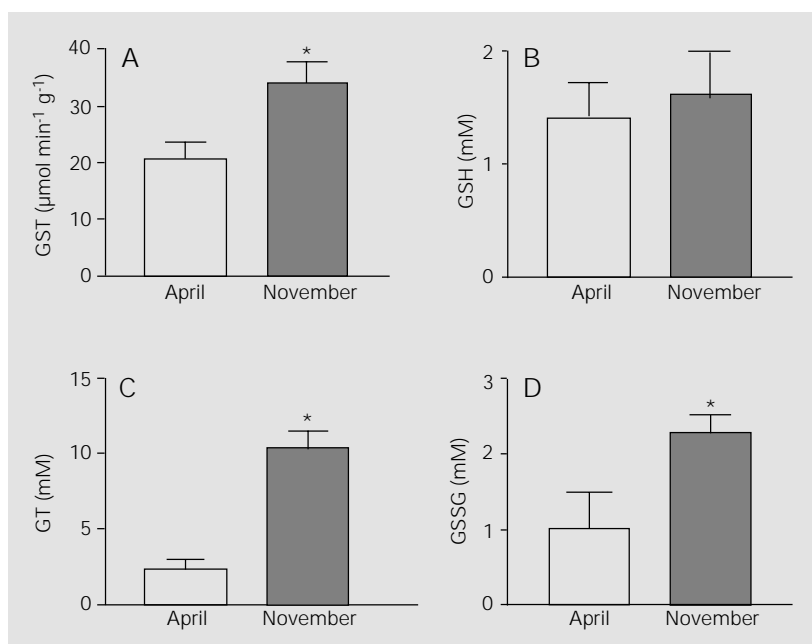 A
GST (µmol min-1 g-1)
40
30
20
10
0
*
April
November
B
GSH (mM)
2
1
0
April
November
C
GT (mM)
15
10
5
0
*
April
November
D
GSSG (mM)
3
2
1
0
*
April
November